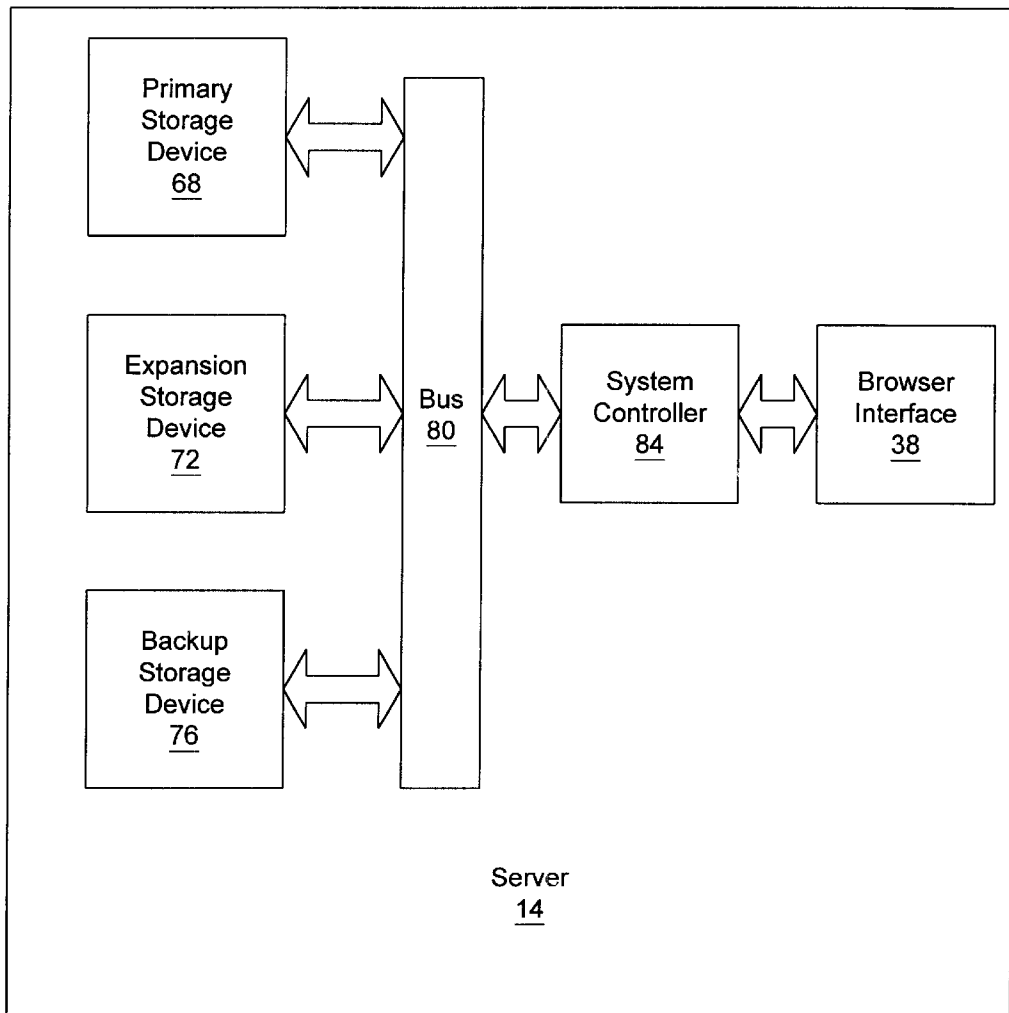 Primary
Storage
Device
68
Expansion
Storage
Device
72
Backup
Storage
Device
76
Bus
80
System
Controller
84
Browser
Interface
38
Server
14